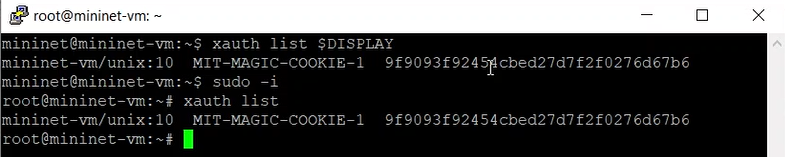 root@mininet-vm: ~
mininet@mininet-vm:~$ xauth list $DISPLAY
mininet-vm/unix:10  MIT-MAGIC-COOKIE-1  9f9093f92454cbed27d7f2f0276d67b6
mininet@mininet-vm:~$ sudo -i
root@mininet-vm:~# xauth list
mininet-vm/unix:10  MIT-MAGIC-COOKIE-1  9f9093f92454cbed27d7f2f0276d67b6
root@mininet-vm:~#